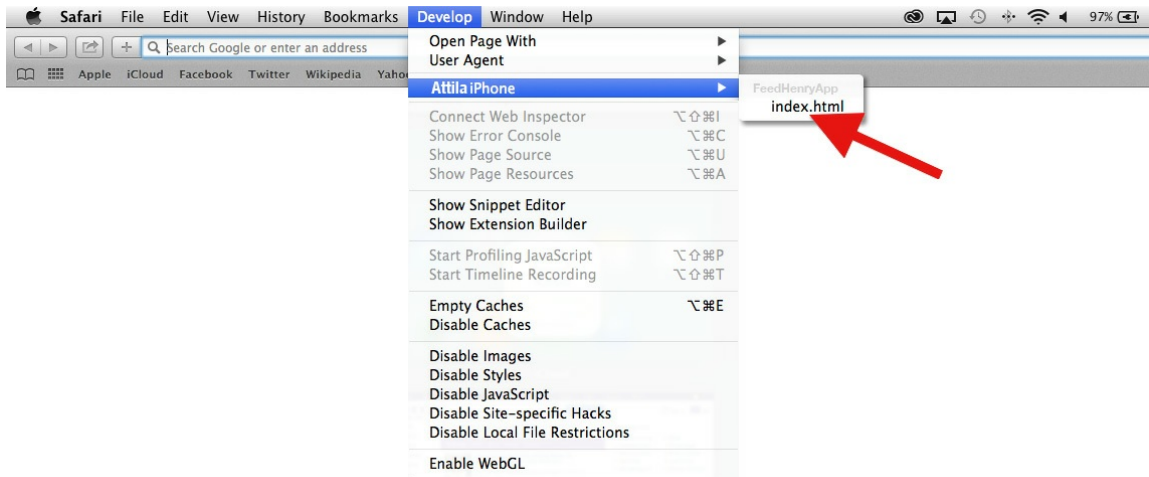 Safari File Edit View History Bookmarks Develop Window Help 97%
Search Google or enter an address
Apple iCloud Facebook Twitter Wikipedia Yaho
Open Page With
User Agent
Attila iPhone
FeedHenryApp
index.html
Connect Web Inspector ⌥⇧⌘I
Show Error Console ⌥⌘C
Show Page Source ⌥⌘U
Show Page Resources ⌥⌘A
Show Snippet Editor
Show Extension Builder
Start Profiling JavaScript ⌥⇧⌘P
Start Timeline Recording ⌥⇧⌘T
Empty Caches ⌥⌘E
Disable Caches
Disable Images
Disable Styles
Disable JavaScript
Disable Site-specific Hacks
Disable Local File Restrictions
Enable WebGL